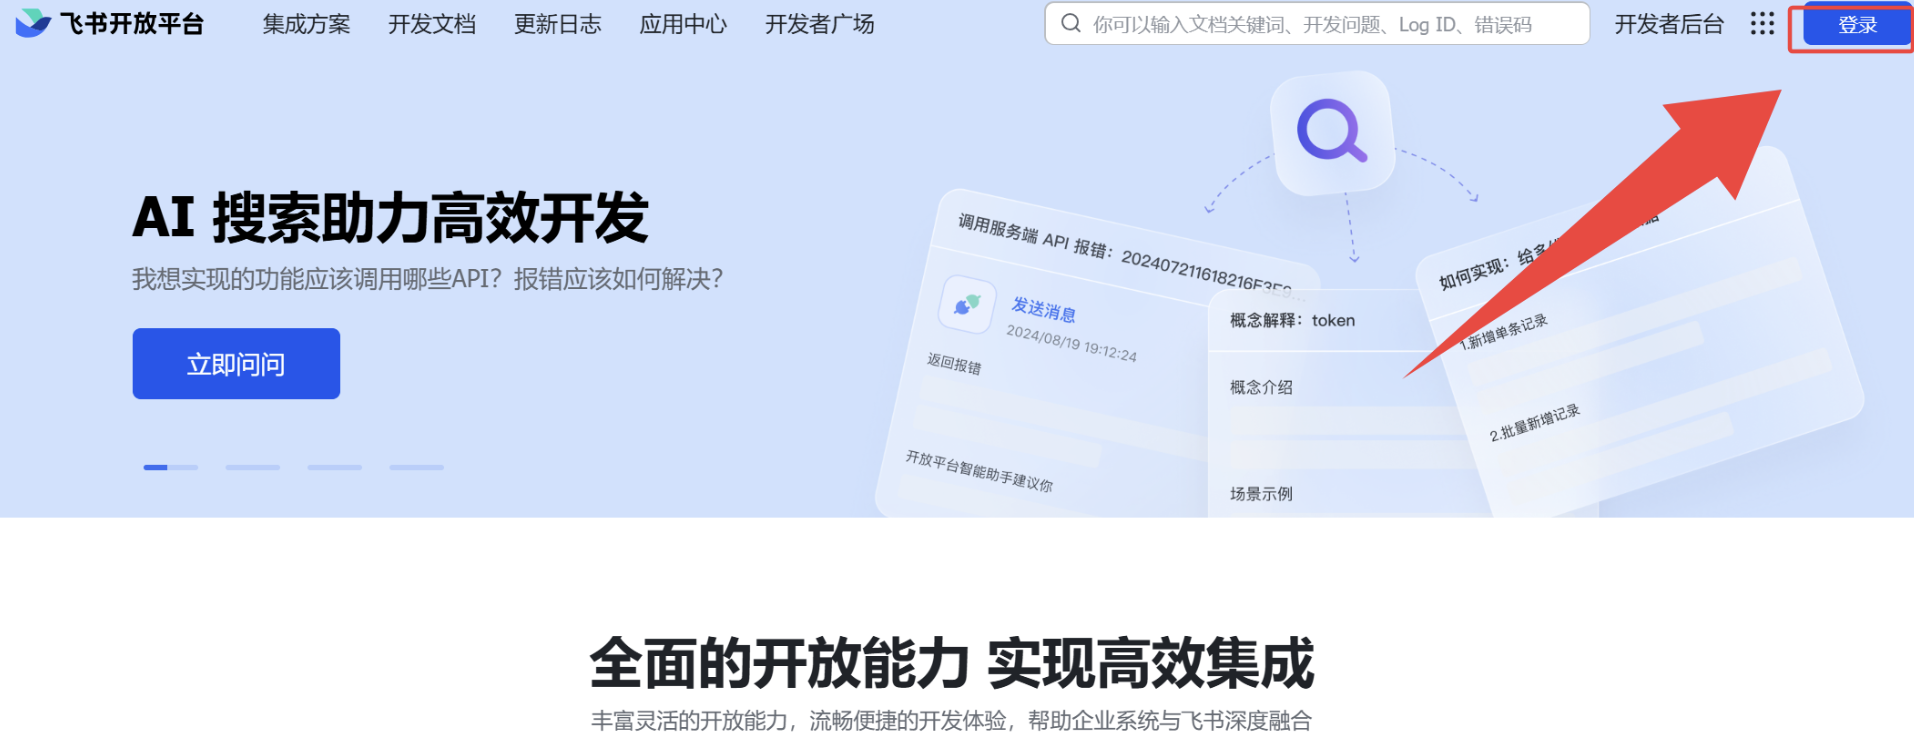 飞书开放平台
集成方案
开发文档
更新日志
应用中心
开发者广场
你可以输入文档关键词、开发问题、Log ID、错误码
开发者后台
登录
AI 搜索助力高效开发
我想实现的功能应该调用哪些API？报错应该如何解决？
立即问问
调用服务端 API 报错：202407211618216F3E9...
发送消息
2024/08/19 19:12:24
返回报错
开放平台智能助手建议你
概念解释：token
概念介绍
场景示例
如何实现：给多
1.新增单条记录
2.批量新增记录
全面的开放能力 实现高效集成
丰富灵活的开放能力，流畅便捷的开发体验，帮助企业系统与飞书深度融合